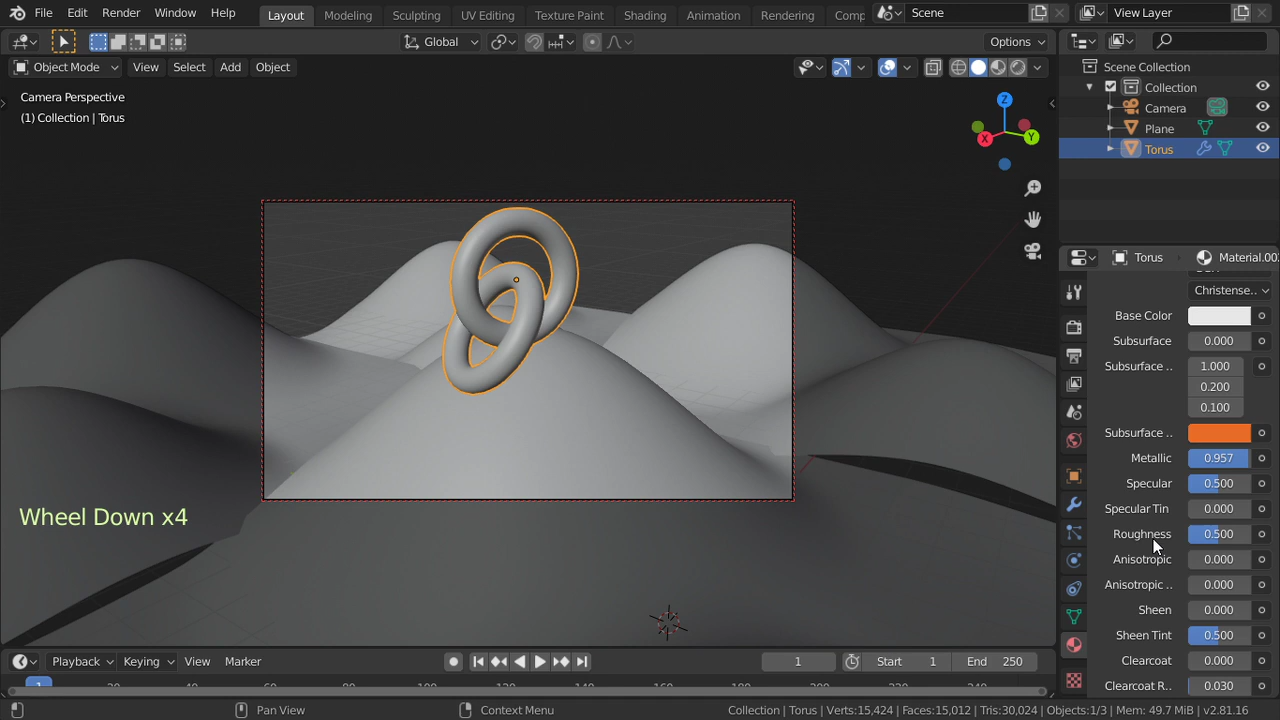 File Edit Render Window Help Layout Modeling Sculpting UV Editing Texture Paint Shading Animation Rendering Comp Scene View Layer
Global Options
Object Mode View Select Add Object
Camera Perspective
(1) Collection | Torus
Z
X
Y
Scene Collection
Collection
Camera
Plane
Torus
Torus Material.00
Christense..
Base Color
Subsurface 0.000
Subsurface .. 1.000
0.200
0.100
Subsurface ..
Metallic 0.957
Specular 0.500
Specular Tin 0.000
Roughness 0.500
Anisotropic 0.000
Anisotropic .. 0.000
Sheen 0.000
Sheen Tint 0.500
Clearcoat 0.000
Clearcoat R.. 0.030
Wheel Down x4
Playback Keying View Marker 1 Start 1 End 250
1
Pan View Context Menu Collection | Torus | Verts:15,424 | Faces:15,012 | Tris:30,024 | Objects:1/3 | Mem: 49.7 MiB | v2.81.16